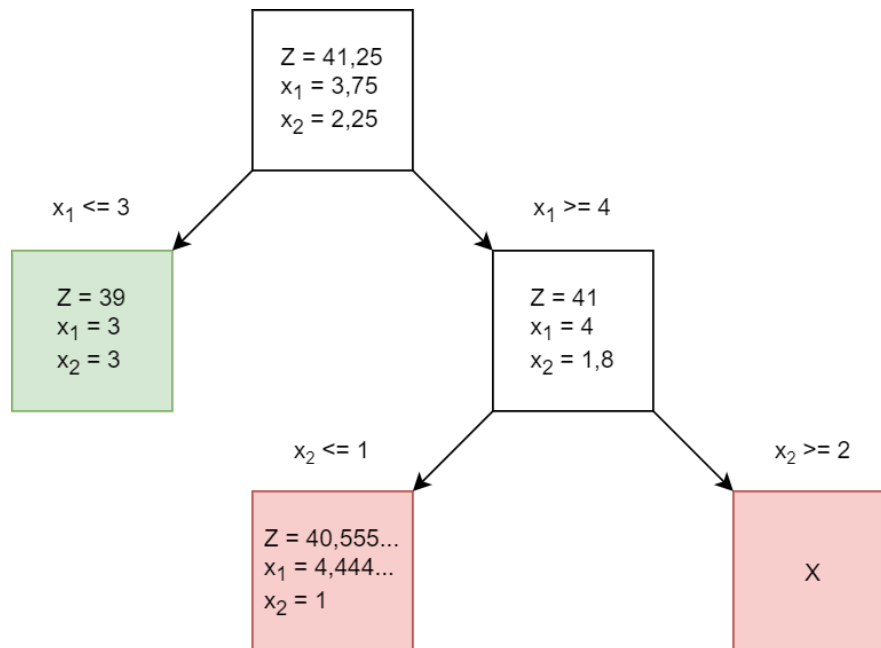 Z = 41,25
x₁ = 3,75
x₂ = 2,25
x₁ <= 3
x₁ >= 4
Z = 39
x₁ = 3
x₂ = 3
Z = 41
x₁ = 4
x₂ = 1,8
x₂ <= 1
x₂ >= 2
Z = 40,555...
x₁ = 4,444...
x₂ = 1
X